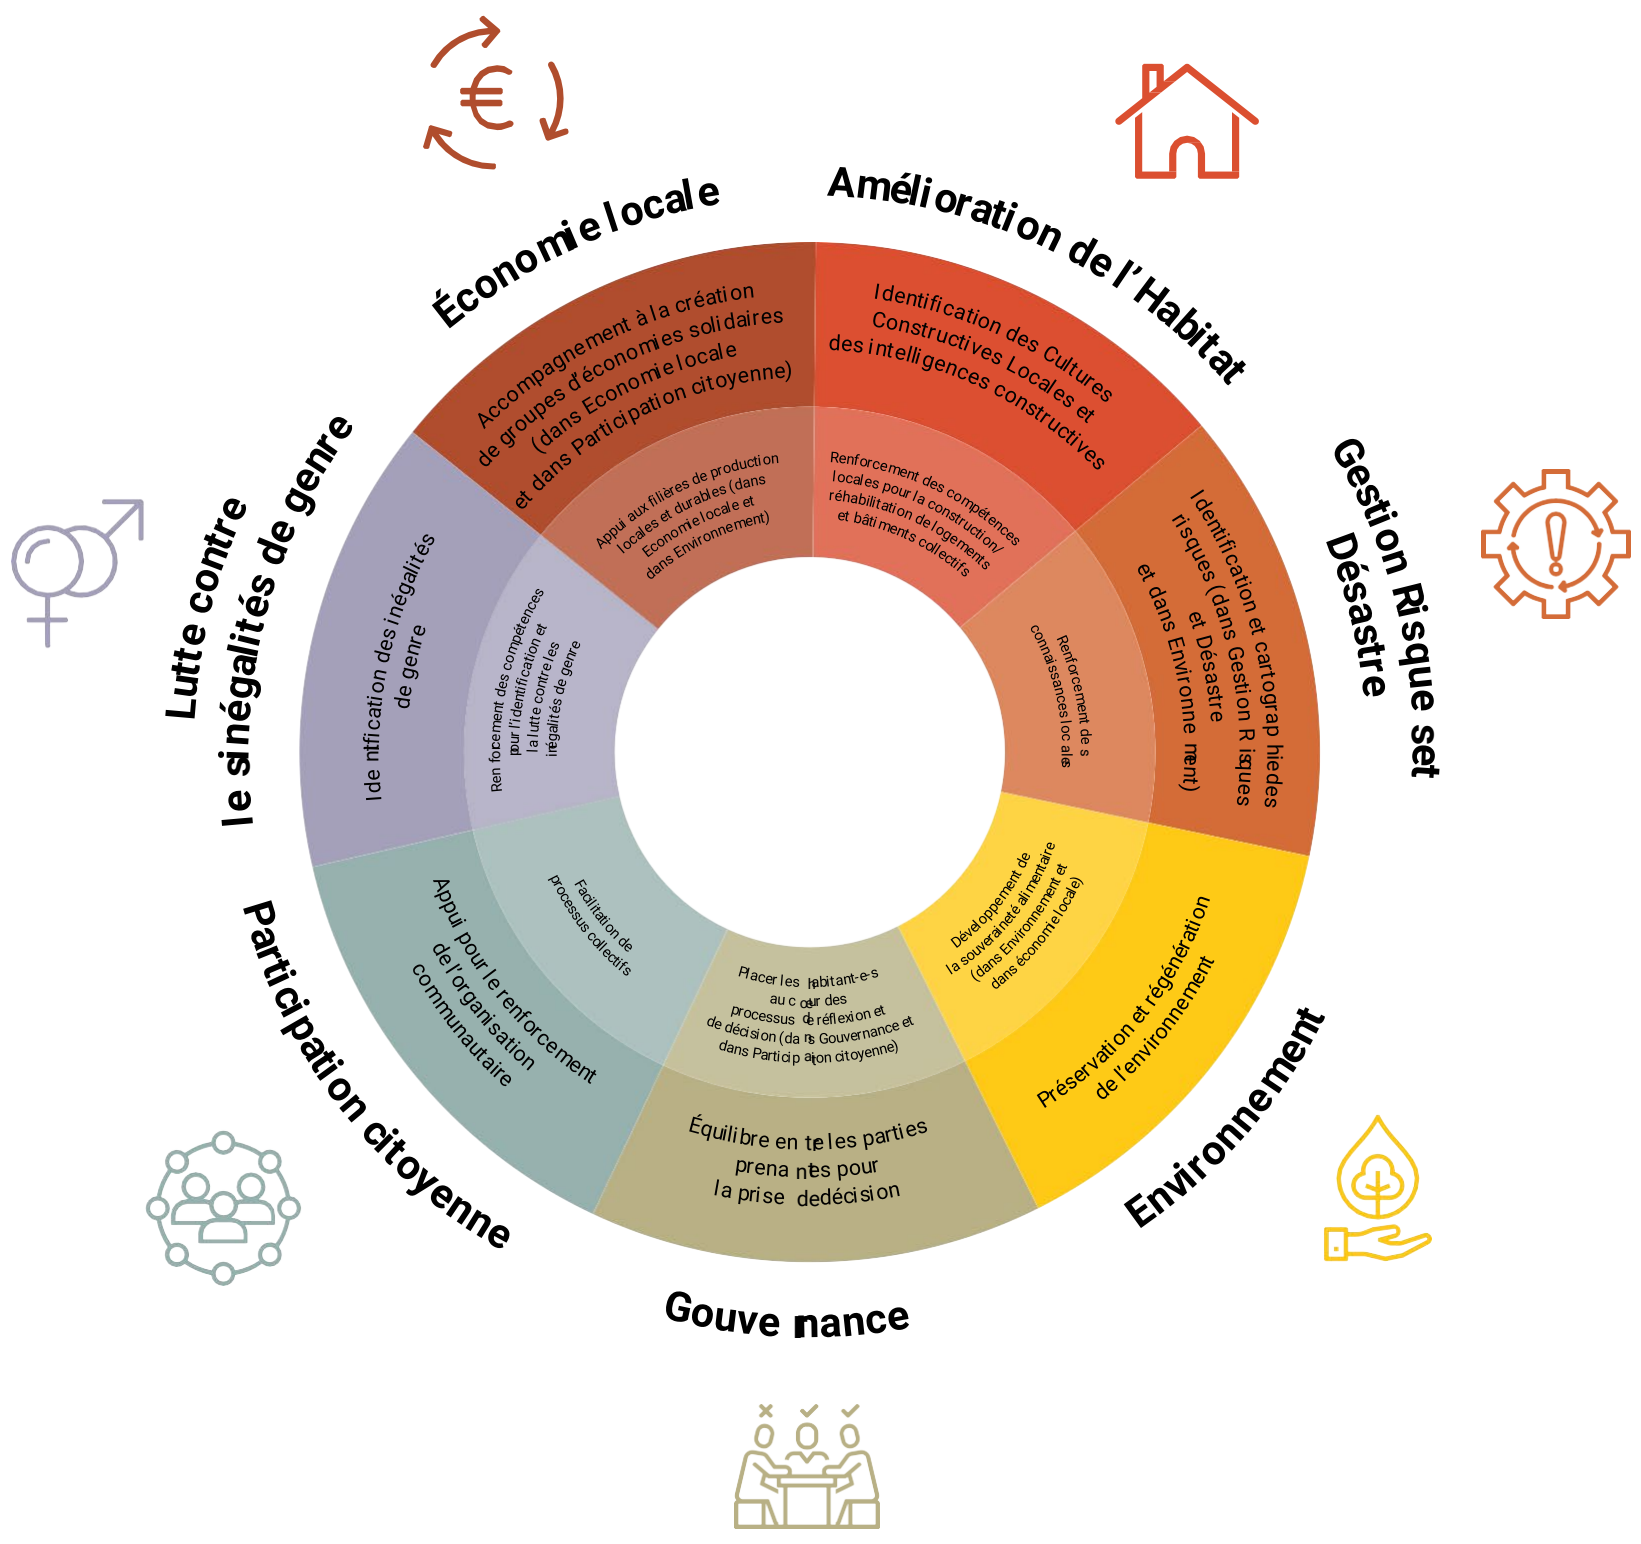 Économie locale
Accompagnement à la création
de groupes d'économies solidaires
(dans Economie locale
et dans Participation citoyenne)
Appui aux filières de production
locales et durables (dans
Economie locale et
dans Environnement)
Amélioration de l'Habitat
Identification des Cultures
Constructives Locales et
des intelligences constructives
Renforcement des compétences
locales pour la construction/
réhabilitation de logements
et bâtiments collectifs
Gestion Risque set
Désastre
Identification et cartographie des
risques (dans Gestion Risques
et Désastre
et dans Environnement)
Renforcement des
connaissances locales
Environnement
Préservation et régénération
de l'environnement
Développement de
la souveraineté alimentaire
(dans Environnement et
dans économie locale)
Gouvernance
Placer les habitant-e-s
au cœur des
processus de réflexion et
de décision (dans Gouvernance et
dans Participation citoyenne)
Équilibre entre les parties
prenantes pour
la prise de décision
Participation citoyenne
Appui pour le renforcement
de l'organisation
communautaire
Facilitation de
processus collectifs
Lutte contre
le sinégalités de genre
Identification des inégalités
de genre
Renforcement des compétences
pour l'identification et
la lutte contre les
inégalités de genre